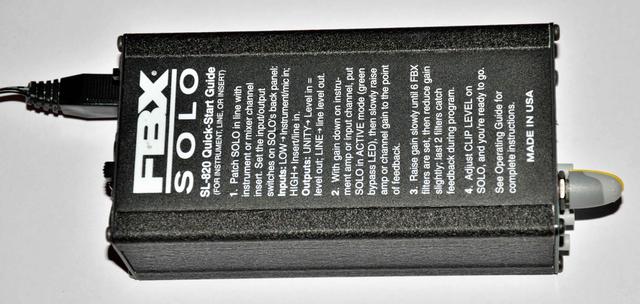 FBX
SOLO
SL-820 Quick-Start Guide
(FOR INSTRUMENT, LINE, OR INSERT)
1. Patch SOLO in line with
instrument or mixer channel
insert. Set the input/output
switches on SOLO's back panel:
Inputs: LOW→Instrument/mic in;
HIGH→Insert/line in,
Outputs: UNITY→Level in =
level out; LINE→line level out.
2. With gain down on instru-
ment amp or input channel, put
SOLO in ACTIVE mode (green
bypass LED), then slowly raise
amp or channel gain to the point
of feedback.
3. Raise gain slowly until 6 FBX
filters are set, then reduce gain
slightly; last 2 filters catch
feedback during program.
4. Adjust CLIP LEVEL on
SOLO, and you're ready to go.
See Operating Guide for
complete instructions.
MADE IN USA